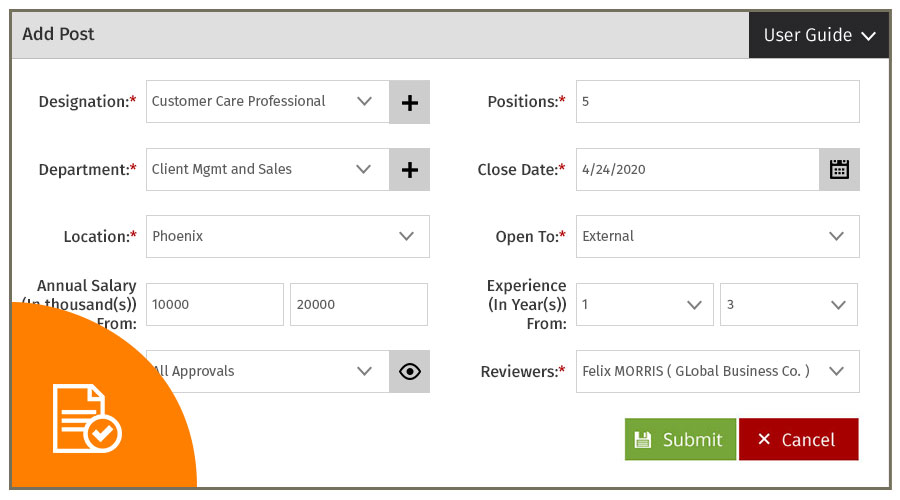 Add Post
User Guide
Designation:* Customer Care Professional
Positions:* 5
Department:* Client Mgmt and Sales
Close Date:* 4/24/2020
Location:* Phoenix
Open To:* External
Annual Salary
(In thousand(s))
From: 10000 20000
Experience
(In Year(s))
From: 1 3
All Approvals
Reviewers:* Felix MORRIS ( GLobal Business Co. )
Submit
Cancel